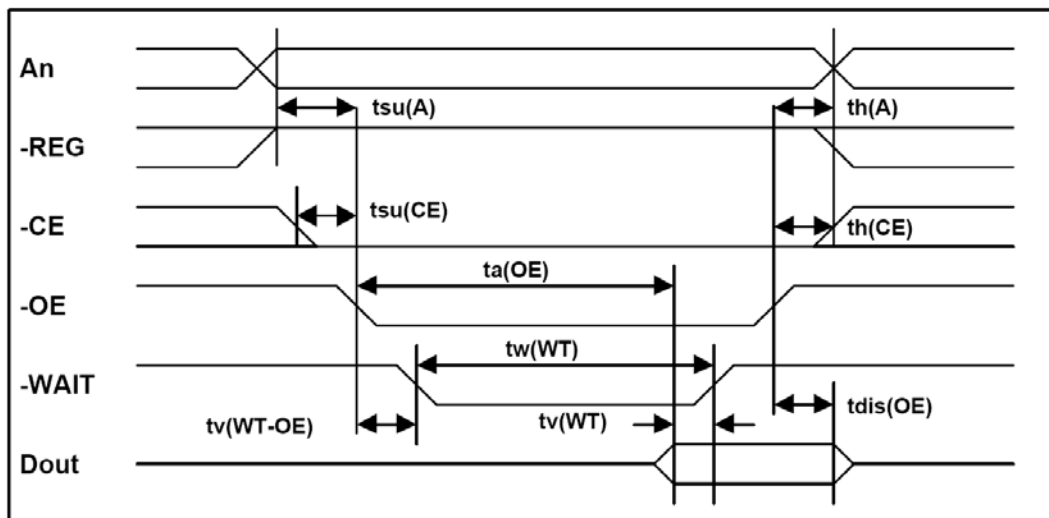 An
tsu(A)
th(A)
-REG
tsu(CE)
th(CE)
-CE
ta(OE)
-OE
tw(WT)
-WAIT
tv(WT-OE)
tv(WT)
tdis(OE)
Dout